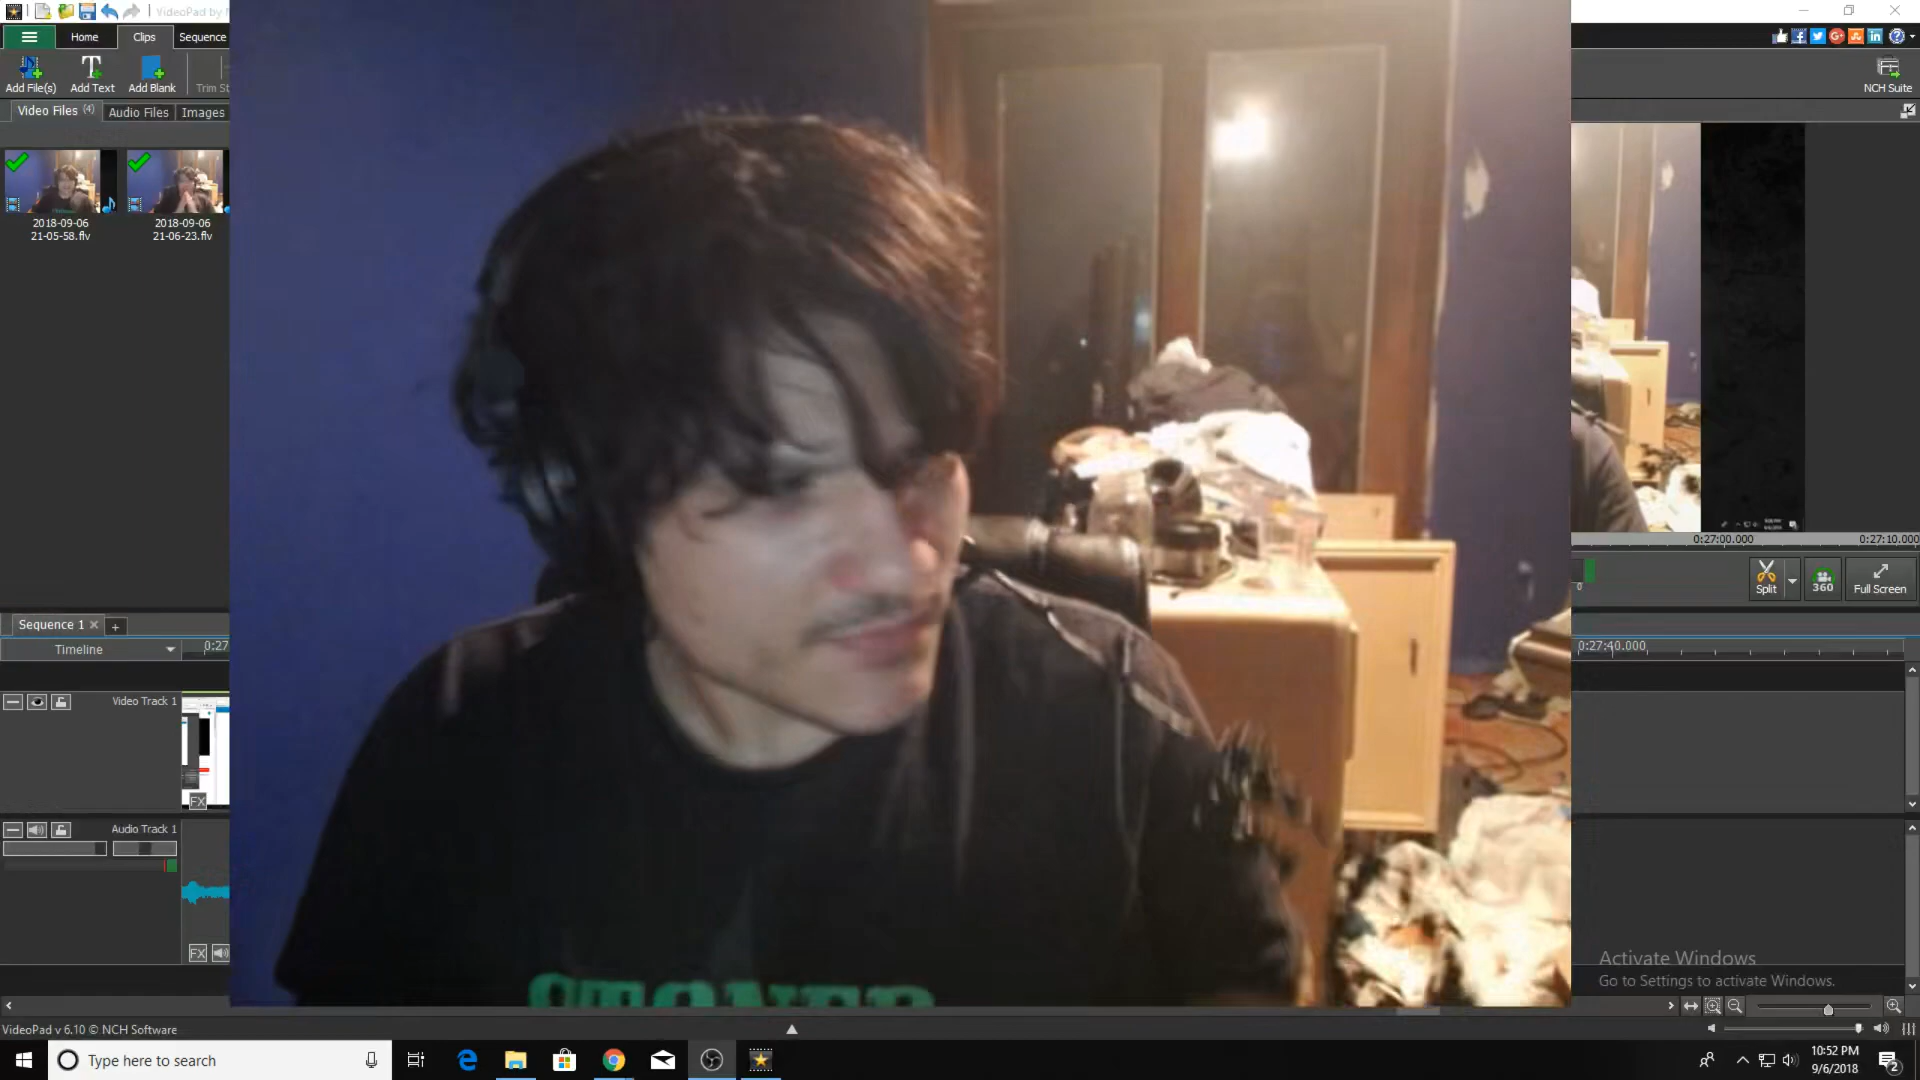 VideoPad by
Home
Clips
Sequence
Add File(s)
Add Text
Add Blank
Trim St
NCH Suite
Video Files (4)
Audio Files
Images
2018-09-06
21-05-58.flv
2018-09-06
21-06-23.flv
0:27:00.000
0:27:10.000
Split
360
Full Screen
0
Sequence 1
Timeline
0:27
0:27:40.000
Video Track 1
FX
Audio Track 1
FX
STONER
Activate Windows
Go to Settings to activate Windows.
VideoPad v 6.10 © NCH Software
Type here to search
10:52 PM
9/6/2018
2